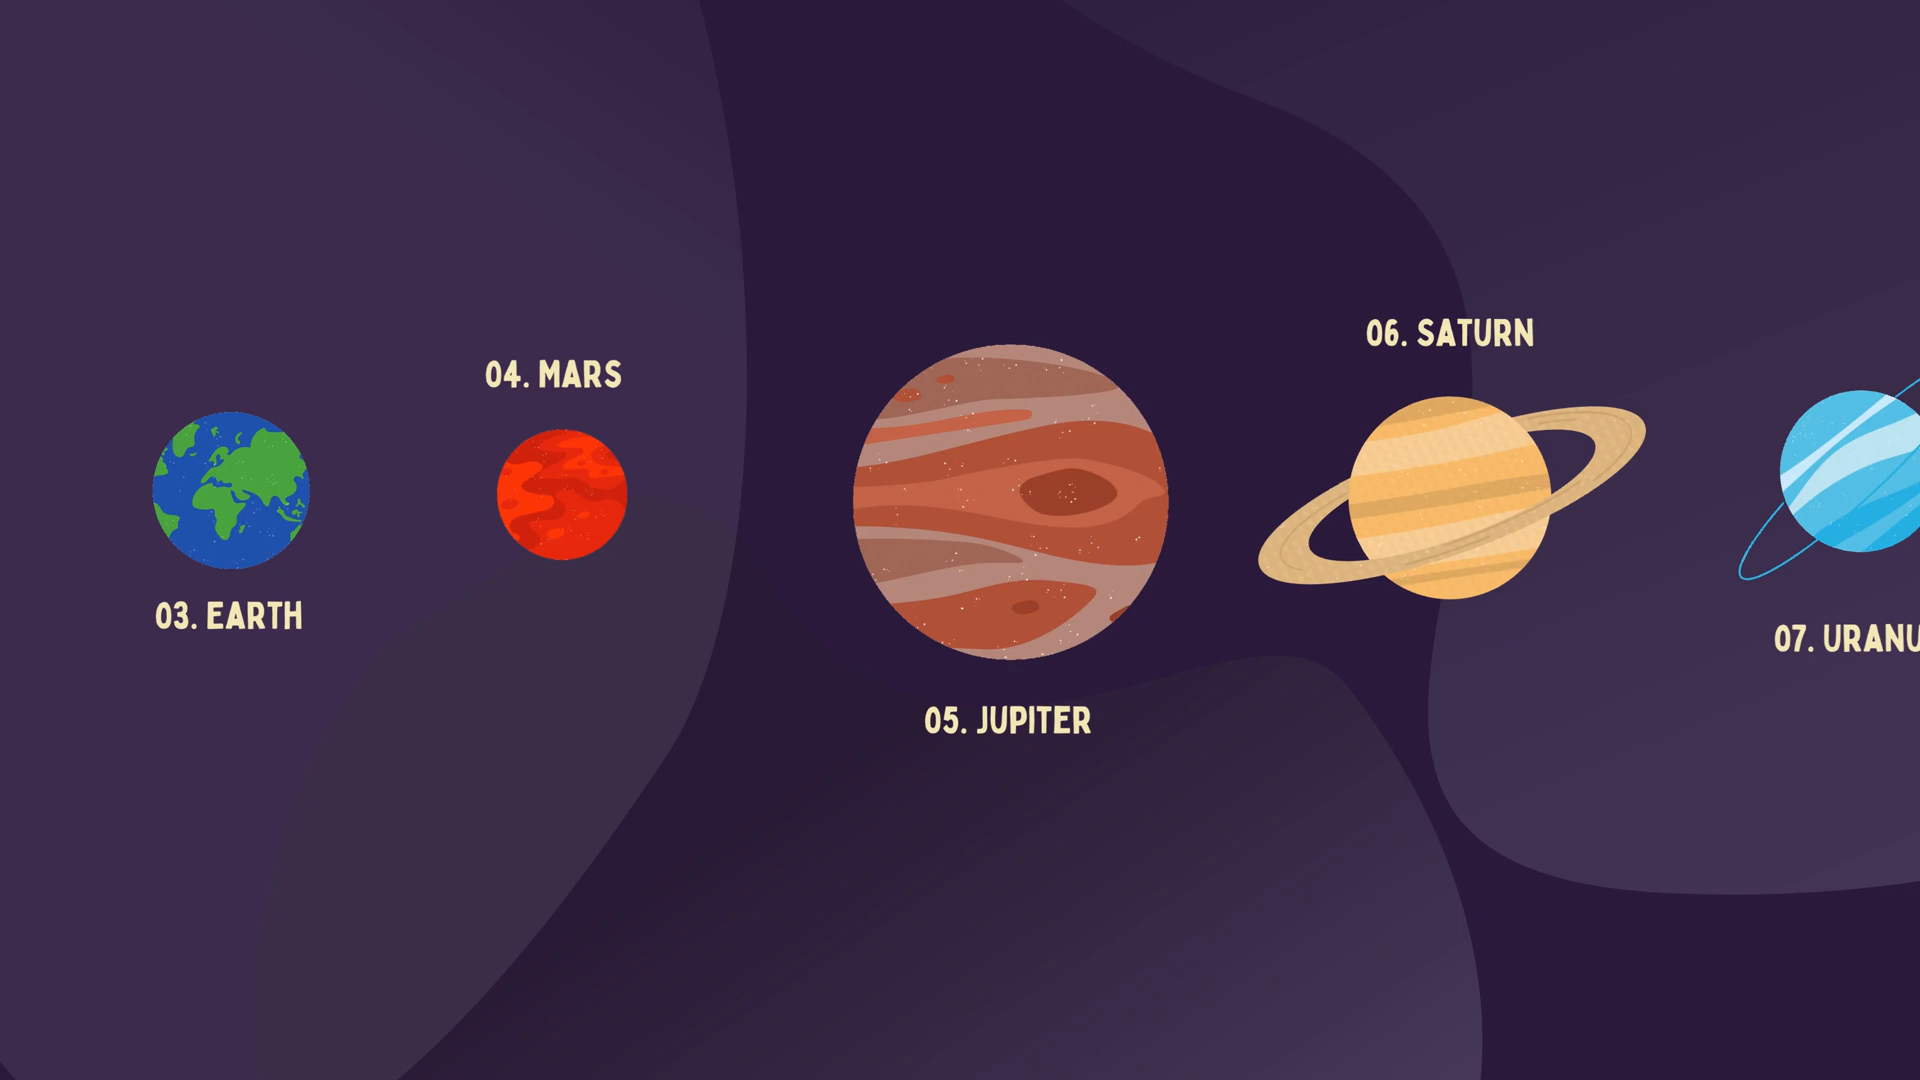 03. EARTH
04. MARS
05. JUPITER
06. SATURN
07. URANU